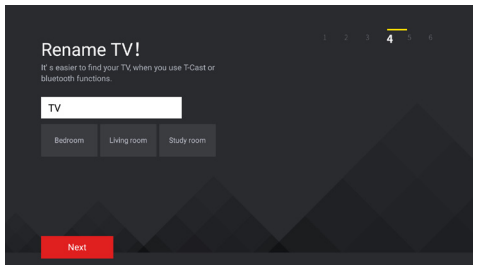 1 2 3 4 5 6
Rename TV!
It' s easier to find your TV, when you use T-Cast or
bluetooth functions.
TV
Bedroom Living room Study room
Next